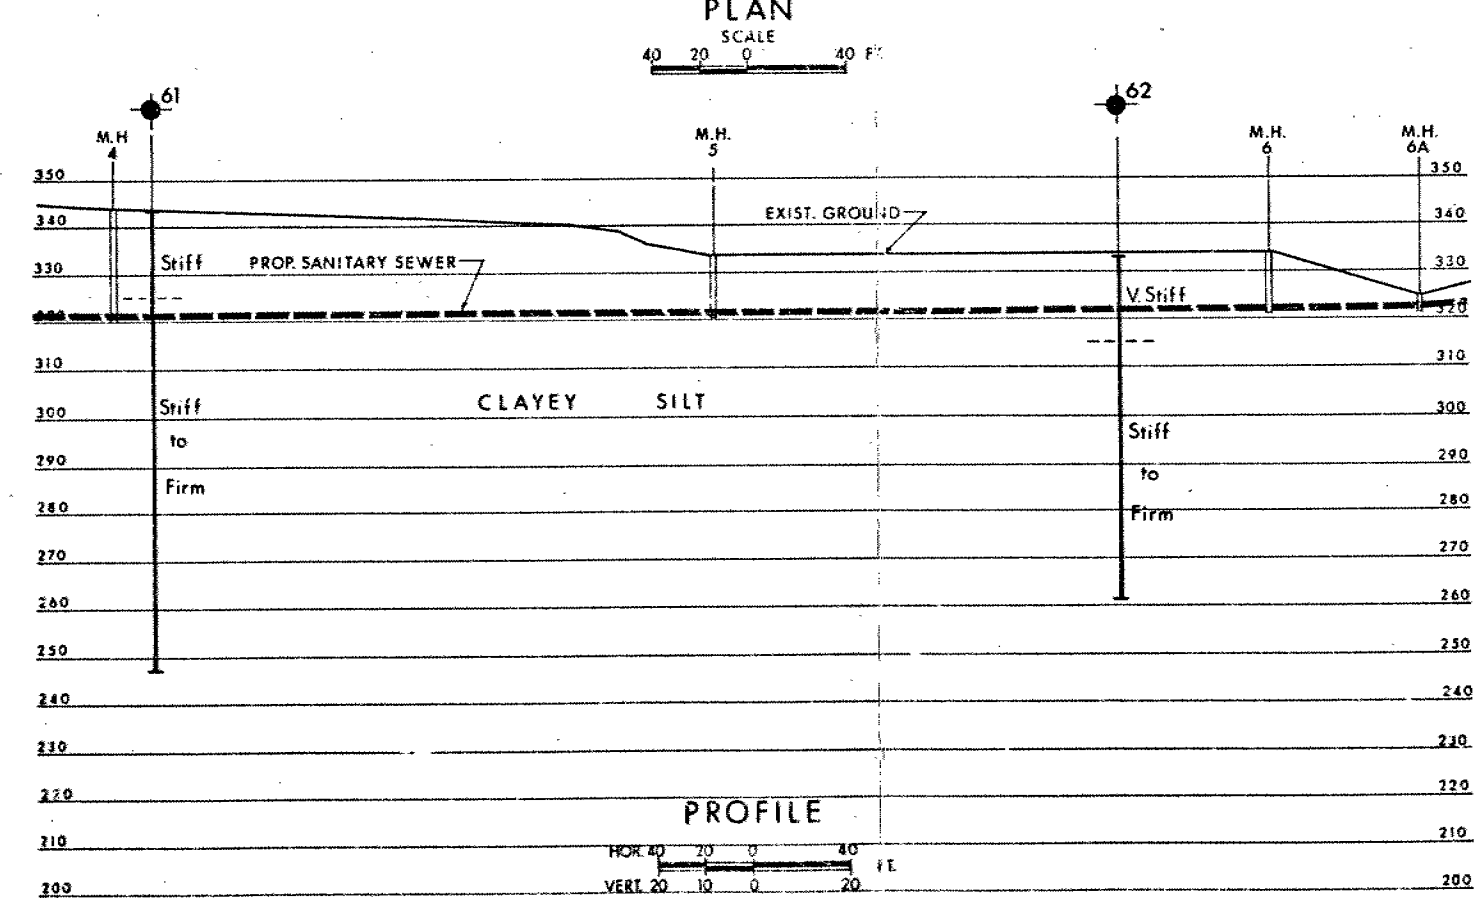 PLAN
SCALE
40 20 0 40
61
62
M.H
4
M.H.
5
M.H.
6
M.H.
6A
350 350
EXIST. GROUND
340 340
Stiff PROP. SANITARY SEWER
330 330
V. Stiff
320
310 310
CLAYEY SILT
Stiff
300 300
Stiff
to
290 290
to
Firm
280 280
Firm
270 270
260 260
250 250
240 240
230 230
220 220
PROFILE
210 210
HOR. 40 20 0 40
FT.
VERT. 20 10 0 20
200 200